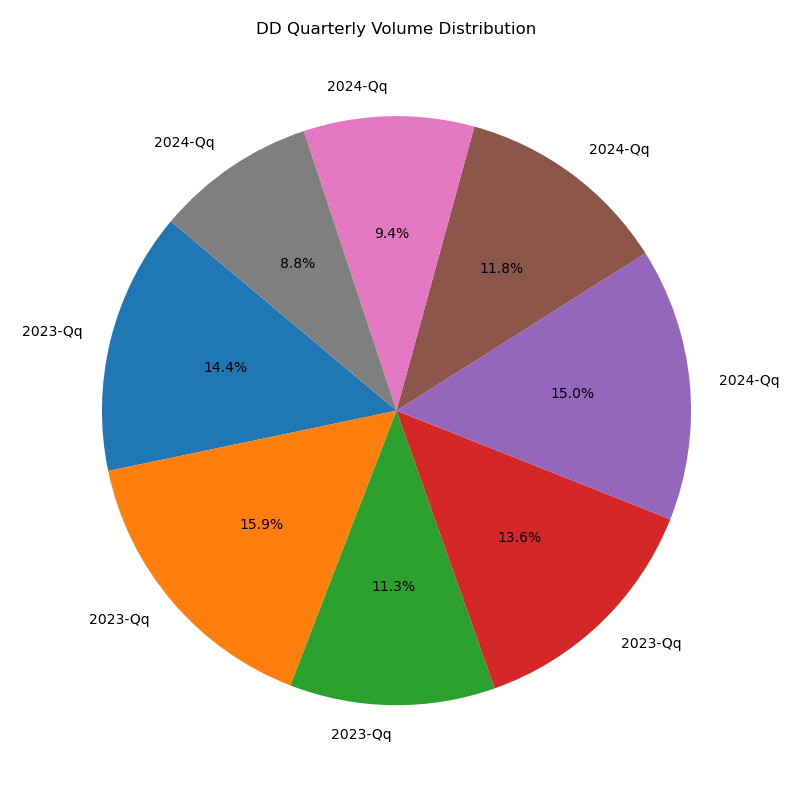 DD Quarterly Volume Distribution
2024-Qq
2024-Qq
2024-Qq
9.4%
8.8%
11.8%
2023-Qq
14.4%
15.0%
2024-Qq
15.9%
13.6%
11.3%
2023-Qq
2023-Qq
2023-Qq